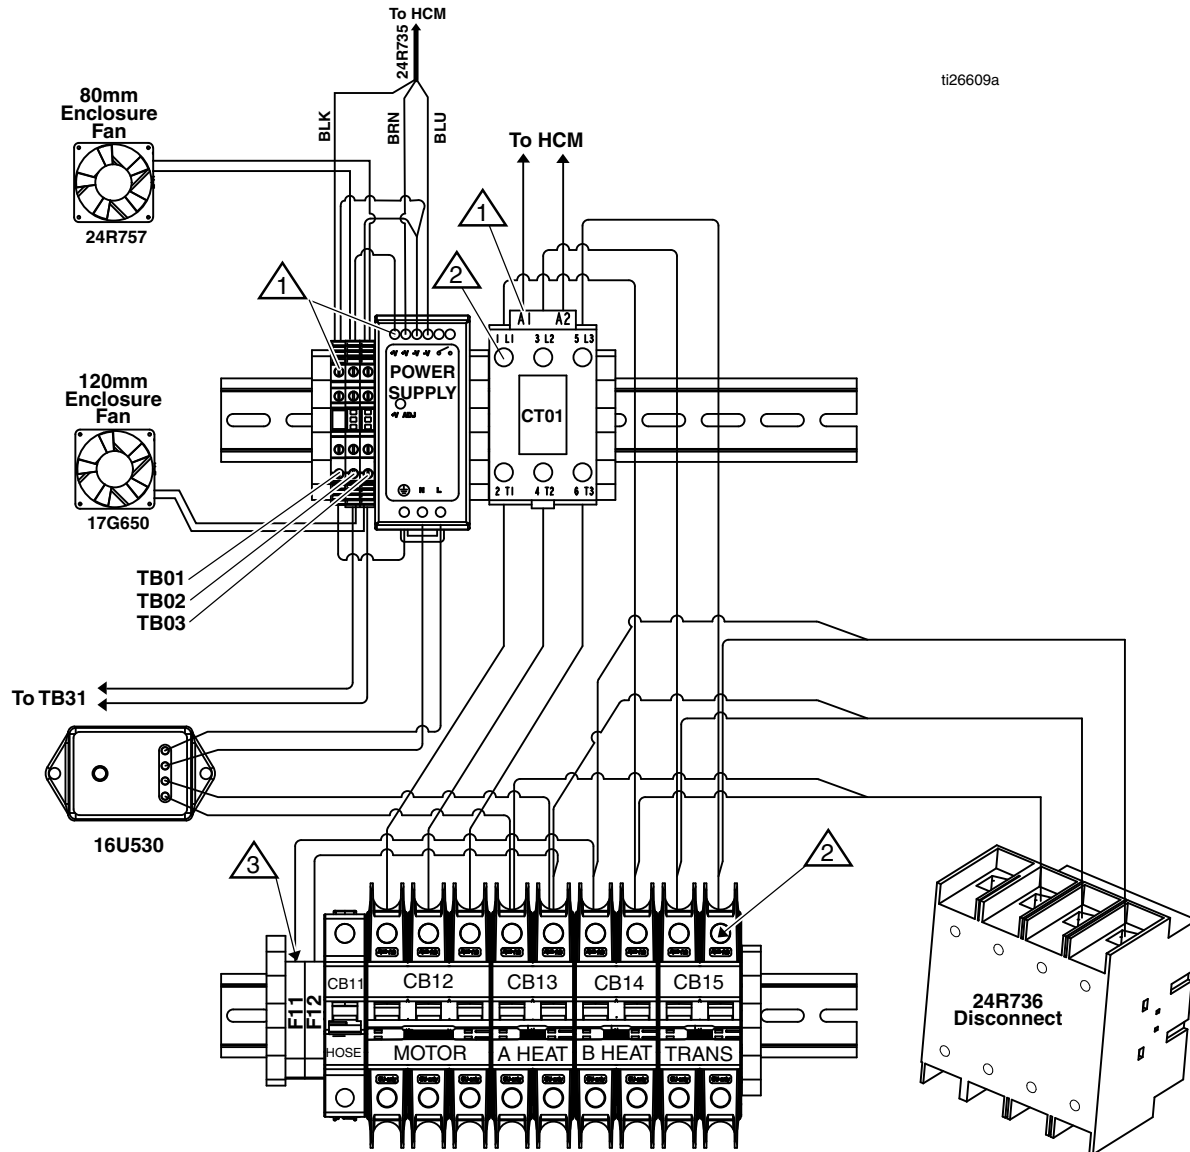 To HCM
24R735
ti26609a
80mm
Enclosure
Fan
24R757
BLK
BRN
BLU
To HCM
1
1
2
A1 A2
1 L1 3 L2 5 L3
POWER
SUPPLY
+V ADJ
N L
CT01
2 T1 4 T2 6 T3
120mm
Enclosure
Fan
17G650
TB01
TB02
TB03
To TB31
16U530
3
2
F11
F12
CB11
CB12
CB13
CB14
CB15
HOSE
MOTOR
A HEAT
B HEAT
TRANS
24R736
Disconnect